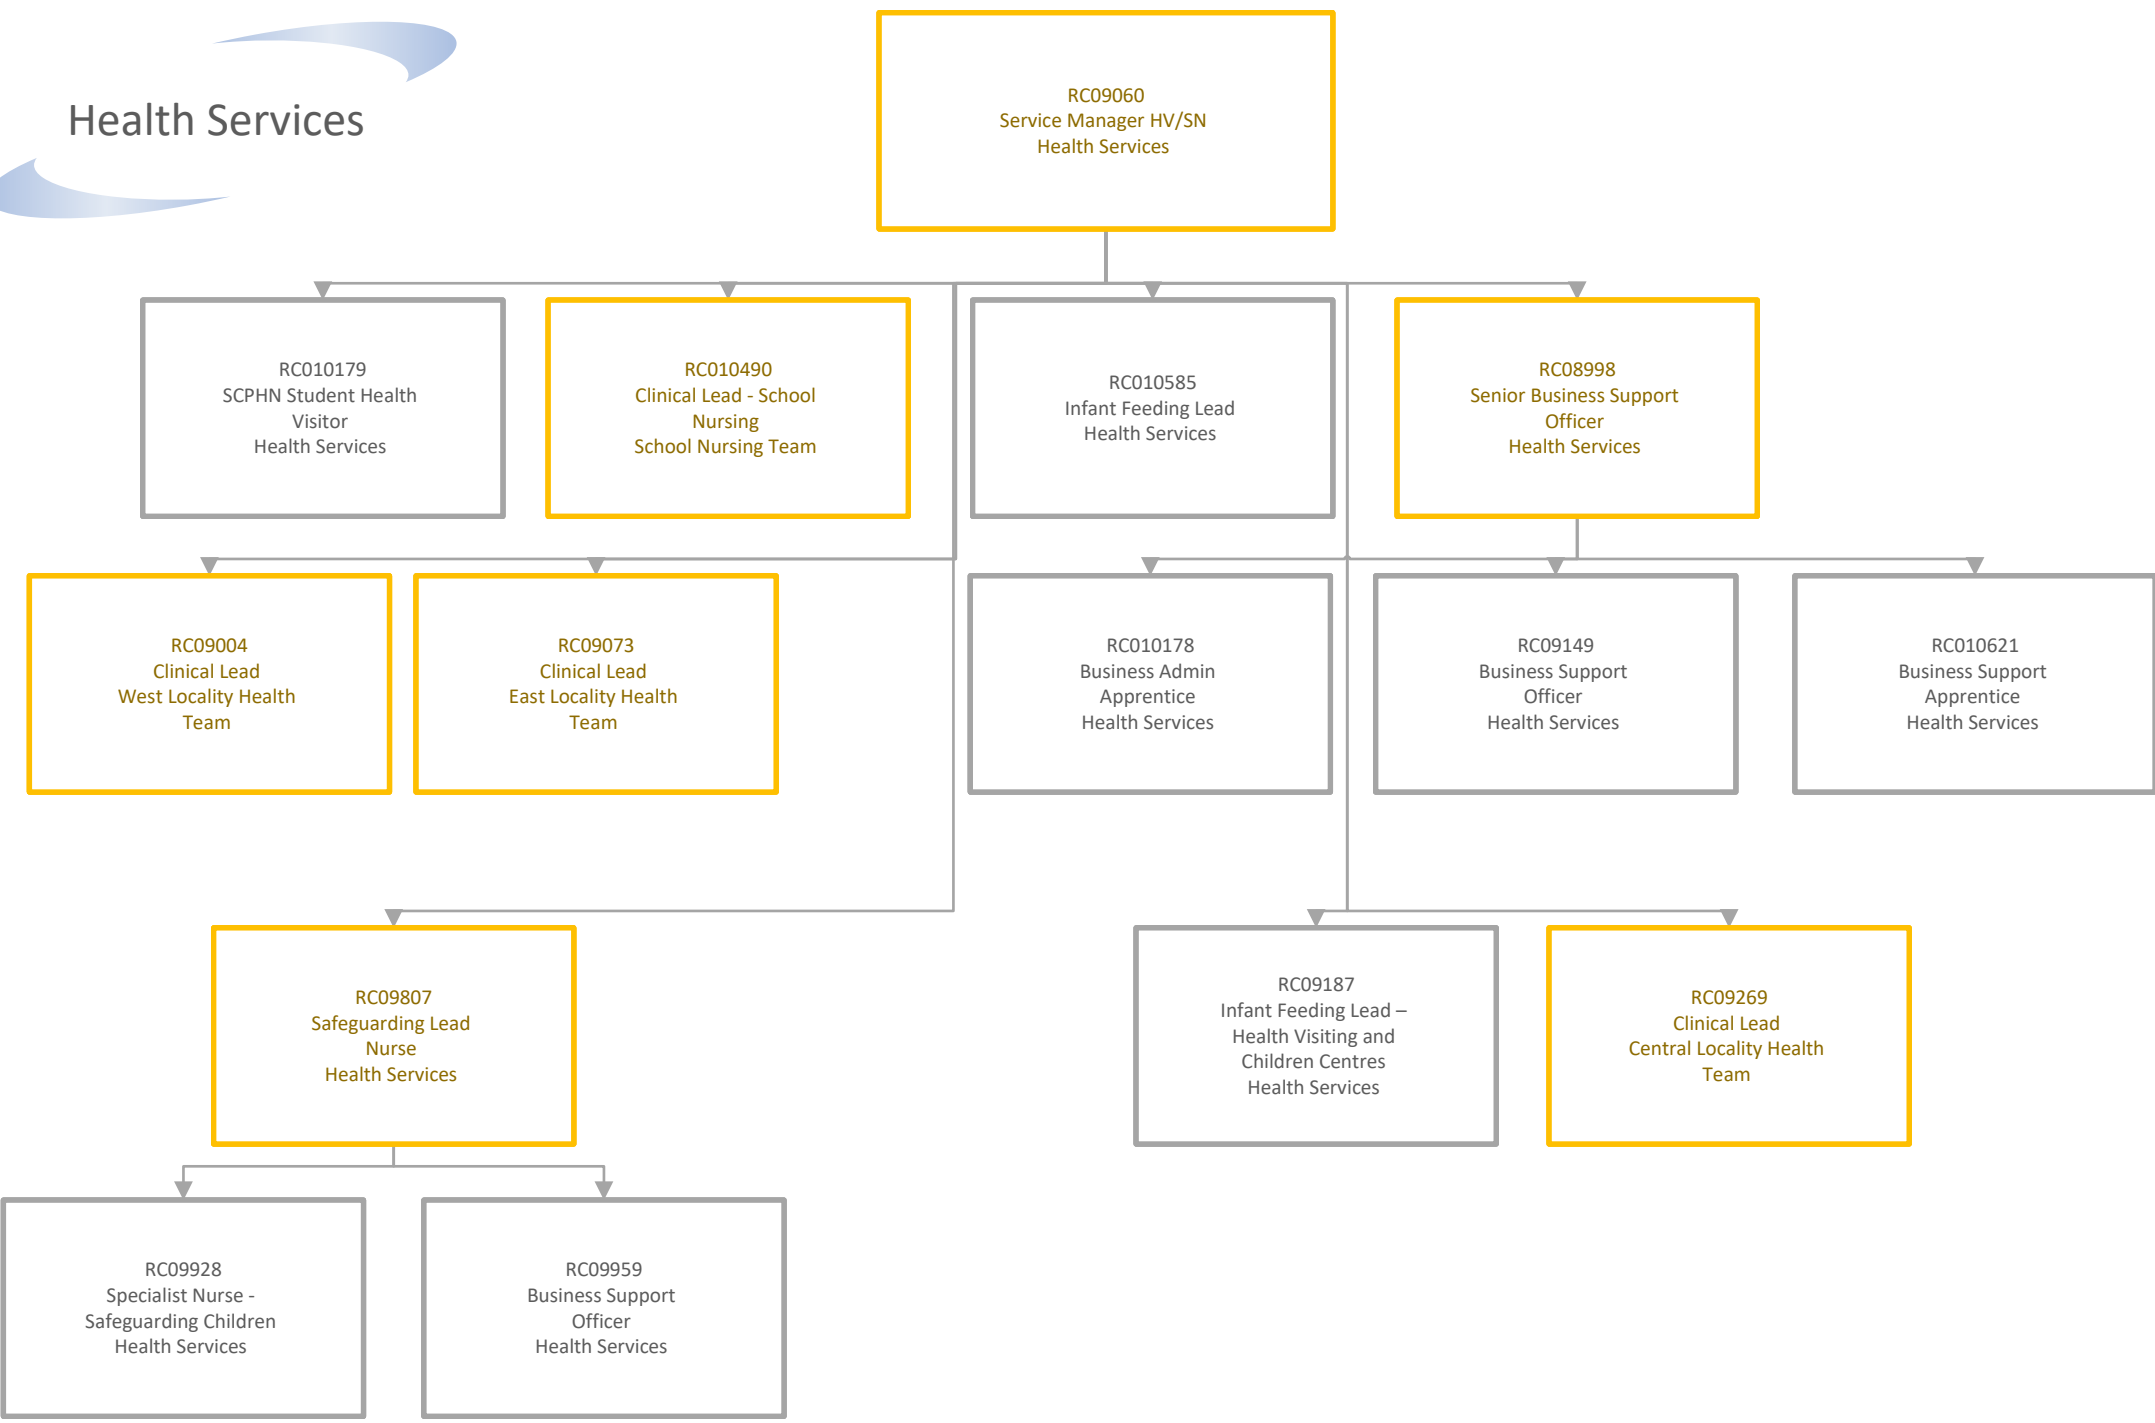 Health Services
RC09060
Service Manager HV/SN
Health Services
RC010179
SCPHN Student Health
Visitor
Health Services
RC010490
Clinical Lead - School
Nursing
School Nursing Team
RC010585
Infant Feeding Lead
Health Services
RC08998
Senior Business Support
Officer
Health Services
RC09004
Clinical Lead
West Locality Health
Team
RC09073
Clinical Lead
East Locality Health
Team
RC010178
Business Admin
Apprentice
Health Services
RC09149
Business Support
Officer
Health Services
RC010621
Business Support
Apprentice
Health Services
RC09807
Safeguarding Lead
Nurse
Health Services
RC09187
Infant Feeding Lead –
Health Visiting and
Children Centres
Health Services
RC09269
Clinical Lead
Central Locality Health
Team
RC09928
Specialist Nurse -
Safeguarding Children
Health Services
RC09959
Business Support
Officer
Health Services